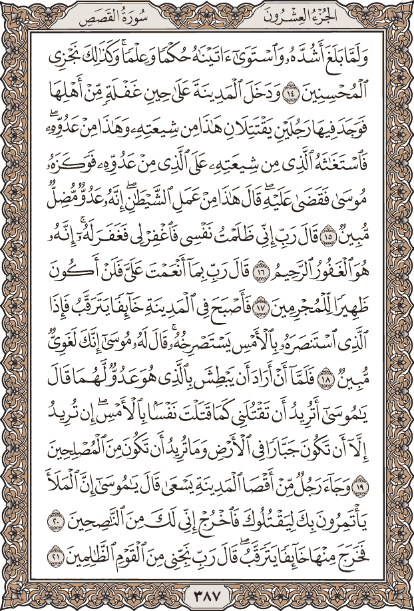 الجزء العشرون سورة القصص
وَلَمَّا بَلَغَ أَشُدَّهُۥ وَٱسْتَوَىٰٓ ءَاتَيْنَٰهُ حُكْمًا وَعِلْمًا ۚ وَكَذَٰلِكَ نَجْزِى
ٱلْمُحْسِنِينَ ١٤ وَدَخَلَ ٱلْمَدِينَةَ عَلَىٰ حِينِ غَفْلَةٍ مِّنْ أَهْلِهَا
فَوَجَدَ فِيهَا رَجُلَيْنِ يَقْتَتِلَانِ هَٰذَا مِن شِيعَتِهِۦ وَهَٰذَا مِنْ عَدُوِّهِۦ ۖ
فَٱسْتَغَٰثَهُ ٱلَّذِى مِن شِيعَتِهِۦ عَلَى ٱلَّذِى مِنْ عَدُوِّهِۦ فَوَكَزَهُۥ
مُوسَىٰ فَقَضَىٰ عَلَيْهِ ۖ قَالَ هَٰذَا مِنْ عَمَلِ ٱلشَّيْطَٰنِ ۖ إِنَّهُۥ عَدُوٌّ مُّضِلٌّ
مُّبِينٌ ١٥ قَالَ رَبِّ إِنِّى ظَلَمْتُ نَفْسِى فَٱغْفِرْ لِى فَغَفَرَ لَهُۥٓ ۚ إِنَّهُۥ
هُوَ ٱلْغَفُورُ ٱلرَّحِيمُ ١٦ قَالَ رَبِّ بِمَآ أَنْعَمْتَ عَلَىَّ فَلَنْ أَكُونَ
ظَهِيرًا لِّلْمُجْرِمِينَ ١٧ فَأَصْبَحَ فِى ٱلْمَدِينَةِ خَآئِفًا يَتَرَقَّبُ فَإِذَا
ٱلَّذِى ٱسْتَنصَرَهُۥ بِٱلْأَمْسِ يَسْتَصْرِخُهُۥ ۚ قَالَ لَهُۥ مُوسَىٰٓ إِنَّكَ لَغَوِىٌّ
مُّبِينٌ ١٨ فَلَمَّآ أَنْ أَرَادَ أَن يَبْطِشَ بِٱلَّذِى هُوَ عَدُوٌّ لَّهُمَا قَالَ
يَٰمُوسَىٰٓ أَتُرِيدُ أَن تَقْتُلَنِى كَمَا قَتَلْتَ نَفْسًۢا بِٱلْأَمْسِ ۖ إِن تُرِيدُ
إِلَّآ أَن تَكُونَ جَبَّارًا فِى ٱلْأَرْضِ وَمَا تُرِيدُ أَن تَكُونَ مِنَ ٱلْمُصْلِحِينَ
١٩ وَجَآءَ رَجُلٌ مِّنْ أَقْصَا ٱلْمَدِينَةِ يَسْعَىٰ قَالَ يَٰمُوسَىٰٓ إِنَّ ٱلْمَلَأَ
يَأْتَمِرُونَ بِكَ لِيَقْتُلُوكَ فَٱخْرُجْ إِنِّى لَكَ مِنَ ٱلنَّٰصِحِينَ ٢٠
فَخَرَجَ مِنْهَا خَآئِفًا يَتَرَقَّبُ ۖ قَالَ رَبِّ نَجِّنِى مِنَ ٱلْقَوْمِ ٱلظَّٰلِمِينَ ٢١
٣٨٧